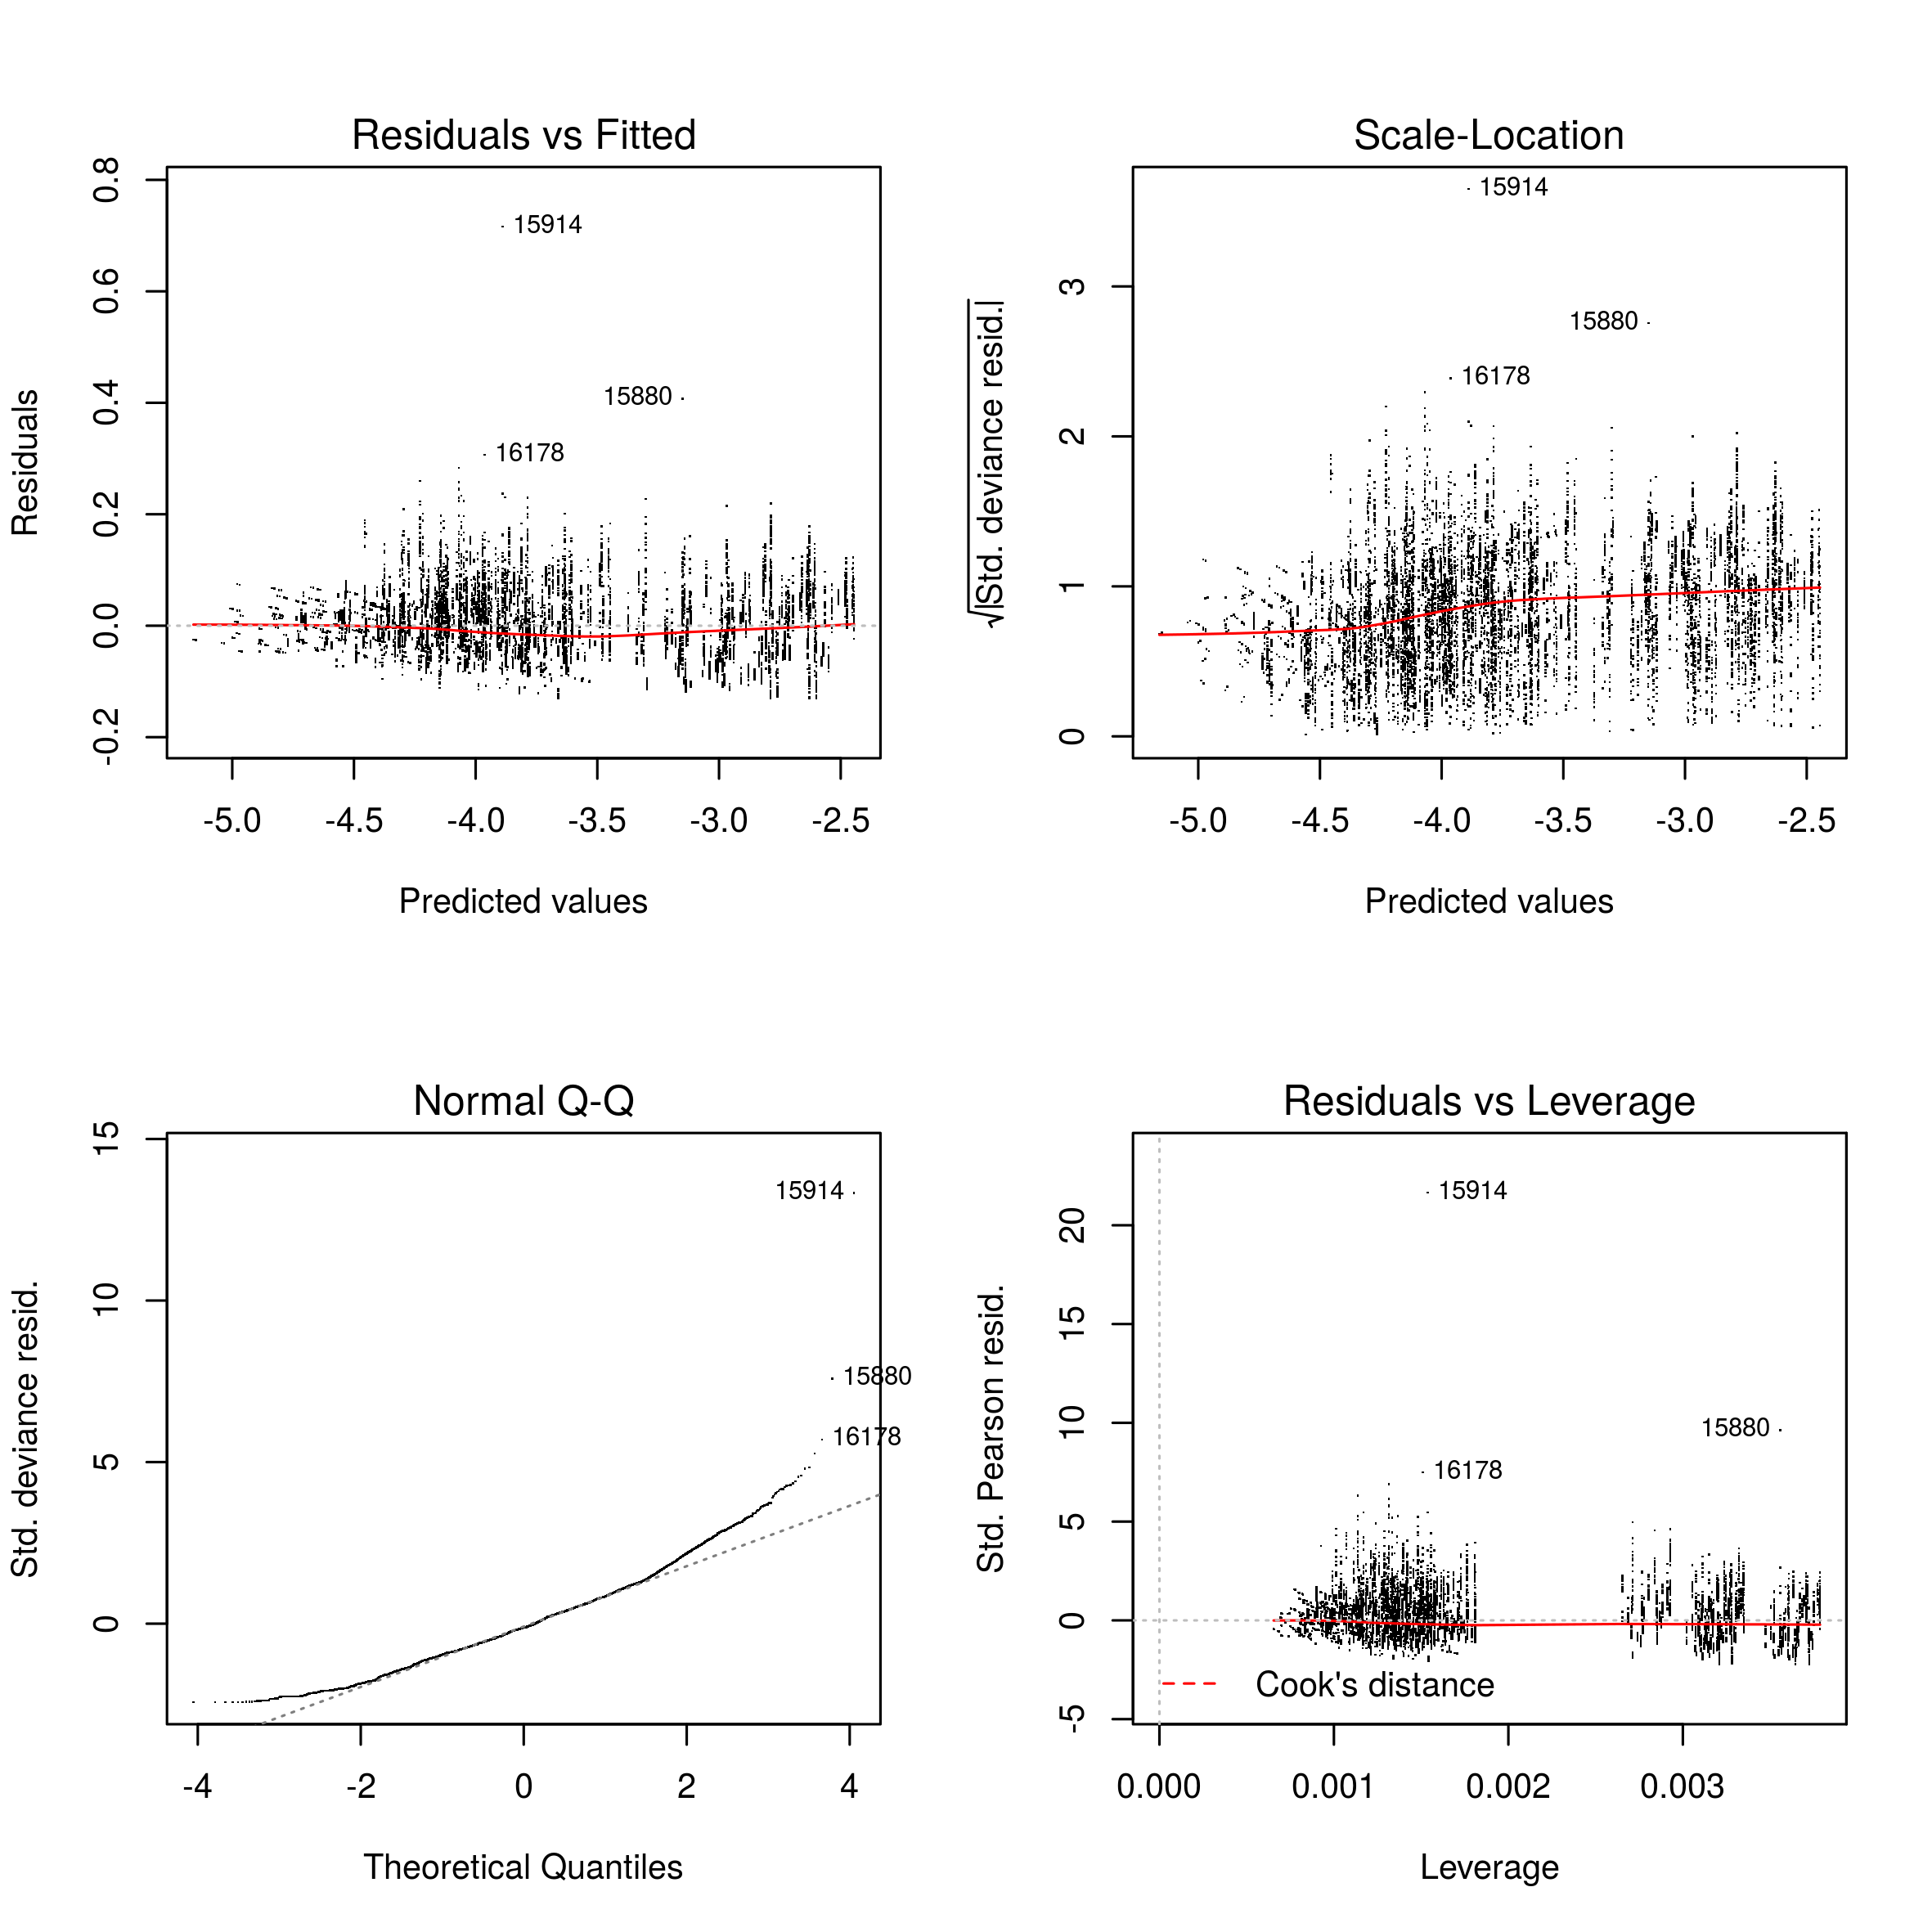 Residuals vs Fitted
Residuals
0.8
0.6
0.4
0.2
0.0
-0.2
15914
15880
16178
-5.0 -4.5 -4.0 -3.5 -3.0 -2.5
Predicted values
Scale-Location
√|Std. deviance resid.|
3
2
1
0
15914
15880
16178
-5.0 -4.5 -4.0 -3.5 -3.0 -2.5
Predicted values
Normal Q-Q
Std. deviance resid.
15
10
5
0
15914
15880
16178
-4 -2 0 2 4
Theoretical Quantiles
Residuals vs Leverage
Std. Pearson resid.
20
15
10
5
0
-5
15914
15880
16178
Cook's distance
0.000 0.001 0.002 0.003
Leverage